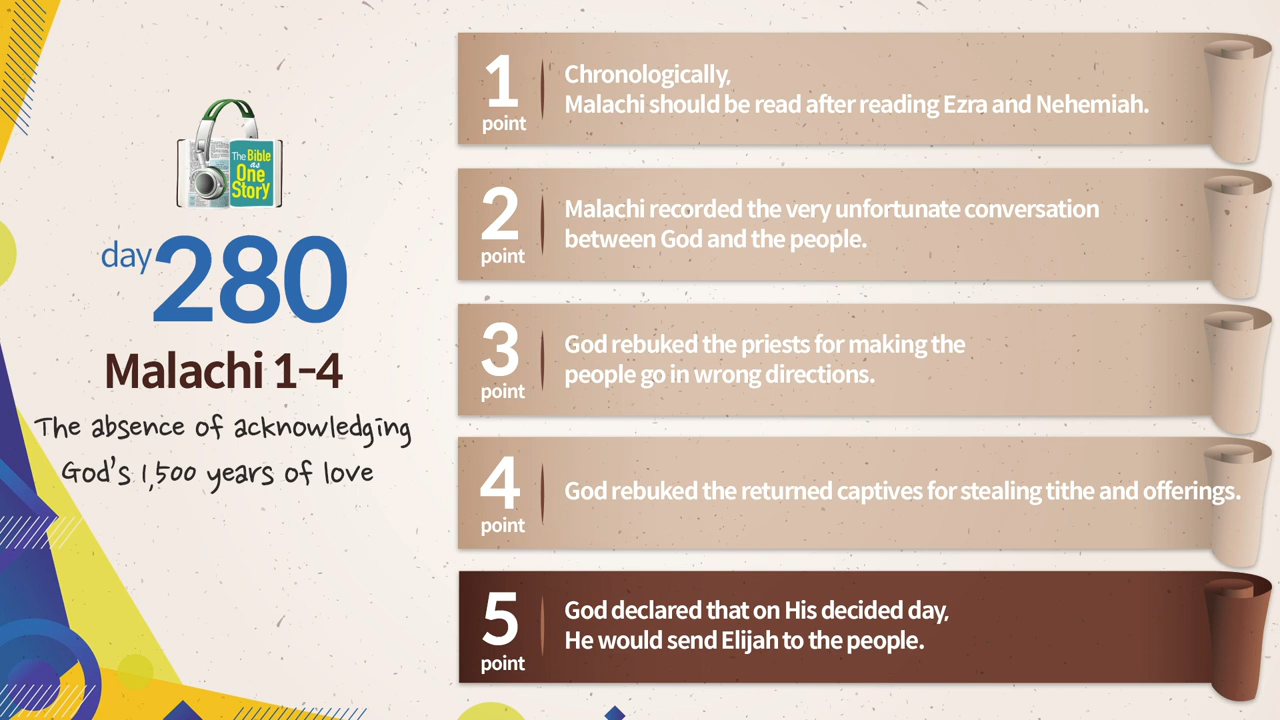 The Bible
as
One
Story
day 280
Malachi 1-4
The absence of acknowledging
God's 1,500 years of love
1
point
Chronologically,
Malachi should be read after reading Ezra and Nehemiah.
2
point
Malachi recorded the very unfortunate conversation
between God and the people.
3
point
God rebuked the priests for making the
people go in wrong directions.
4
point
God rebuked the returned captives for stealing tithe and offerings.
5
point
God declared that on His decided day,
He would send Elijah to the people.